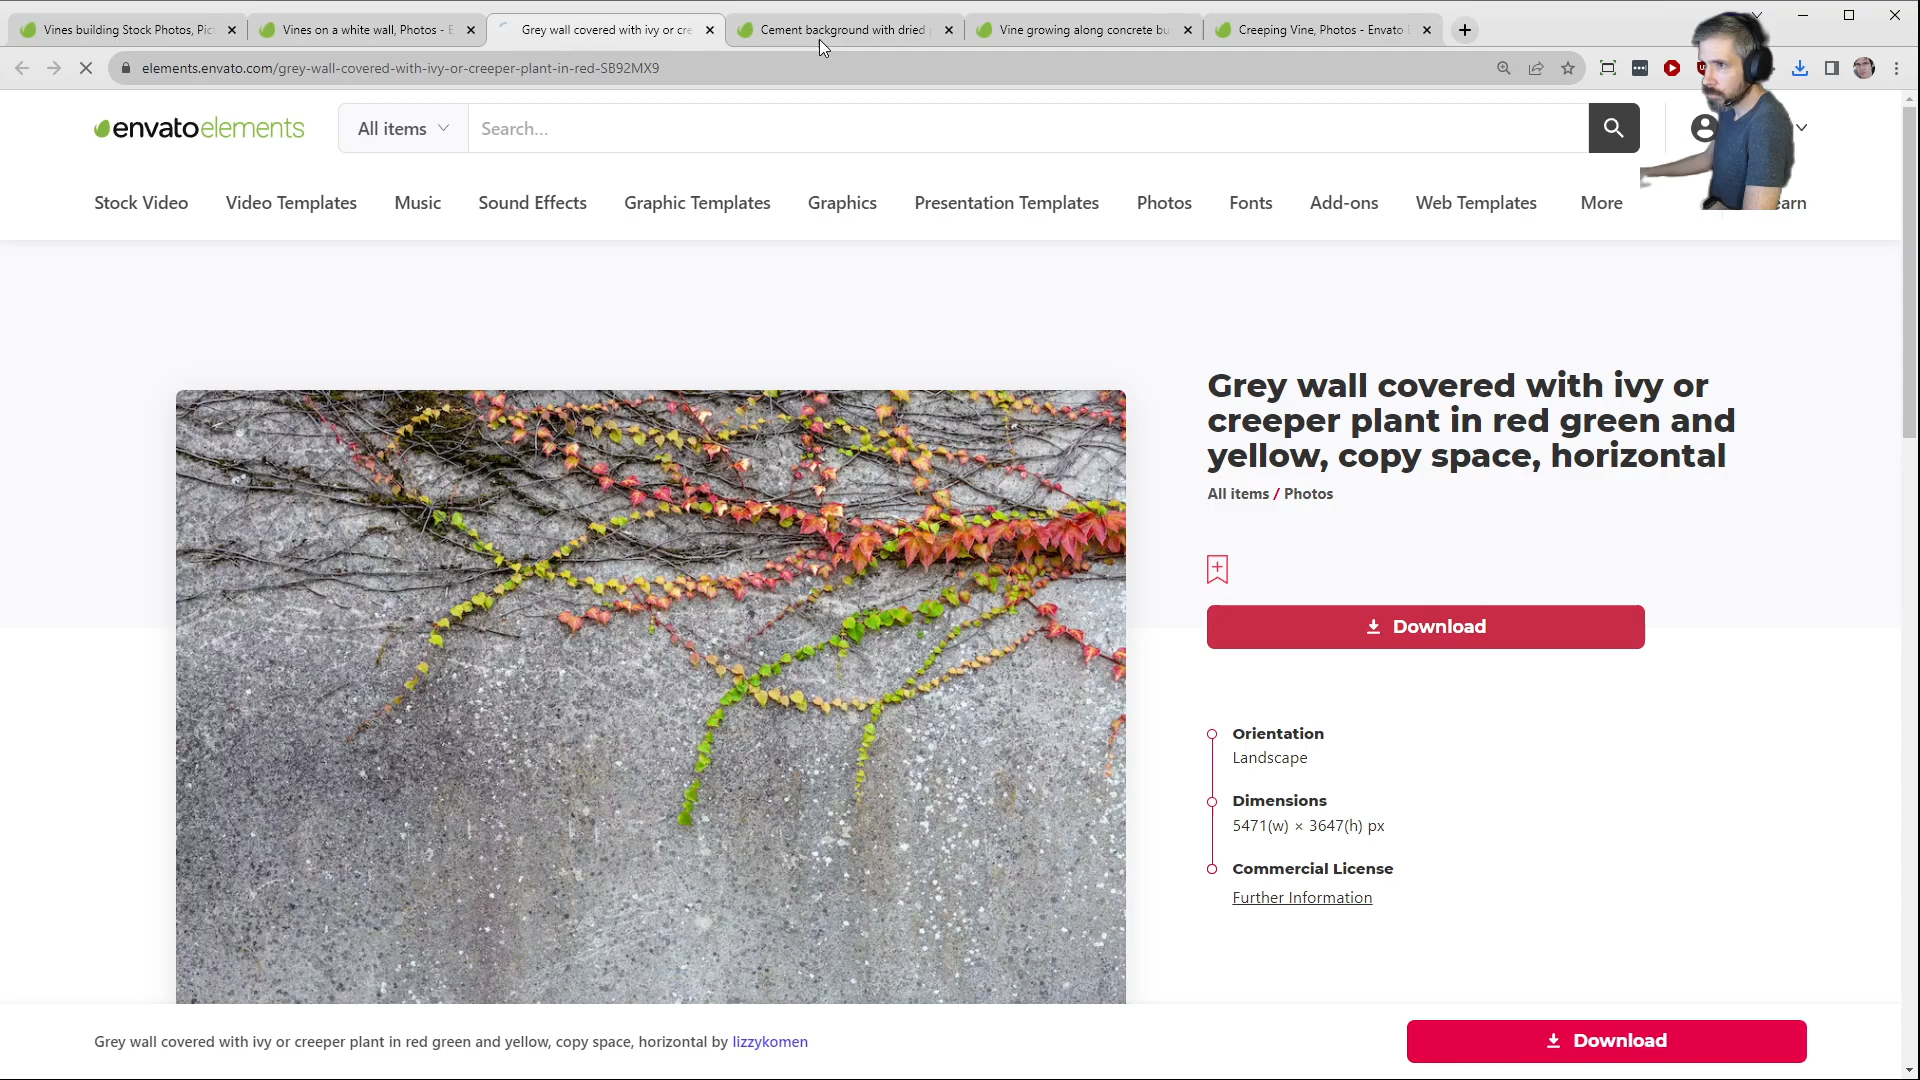 Vines building Stock Photos, Pic
Vines on a white wall, Photos - E
Grey wall covered with ivy or cre
Cement background with dried
Vine growing along concrete bu
Creeping Vine, Photos - Envato
elements.envato.com/grey-wall-covered-with-ivy-or-creeper-plant-in-red-SB92MX9
envatoelements
All items
Search...
Stock Video
Video Templates
Music
Sound Effects
Graphic Templates
Graphics
Presentation Templates
Photos
Fonts
Add-ons
Web Templates
More
earn
Grey wall covered with ivy or
creeper plant in red green and
yellow, copy space, horizontal
All items / Photos
Download
Orientation
Landscape
Dimensions
5471(w) × 3647(h) px
Commercial License
Further Information
Grey wall covered with ivy or creeper plant in red green and yellow, copy space, horizontal by lizzykomen
Download